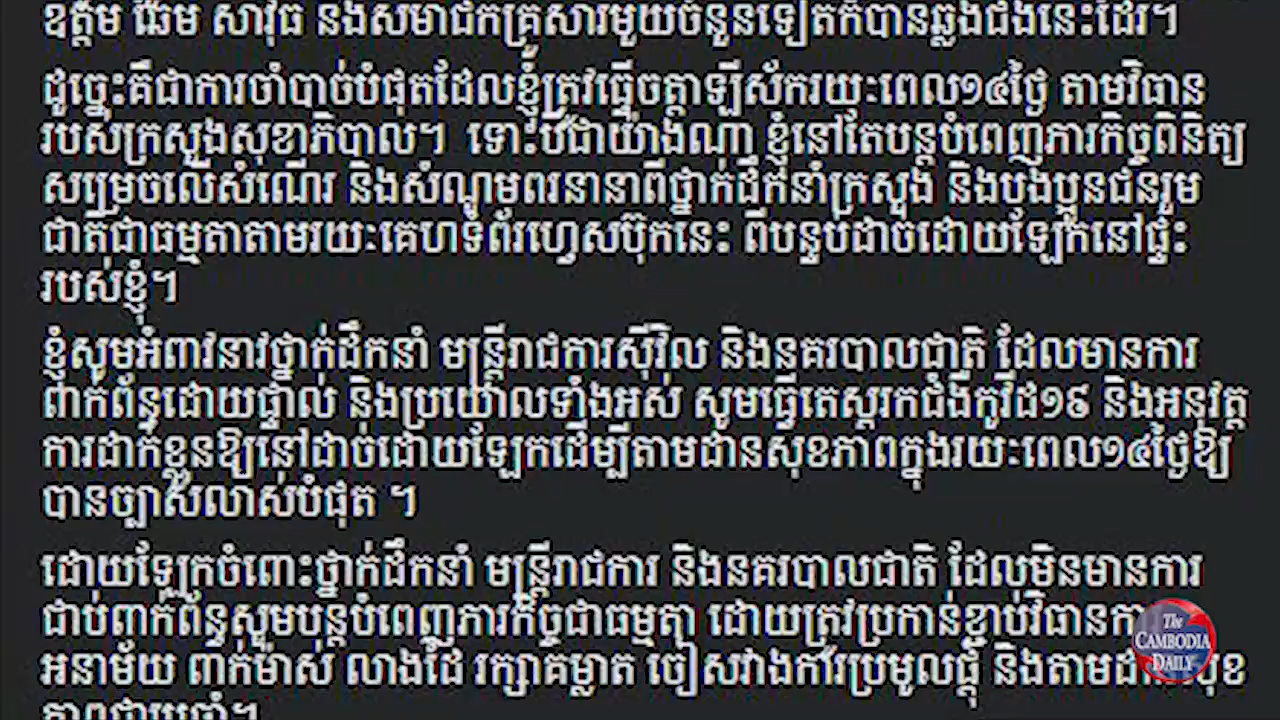 ឧត្តម ឆែម សាវុធ និងសមាជិកគ្រួសារមួយចំនួនទៀតក៏បានឆ្លងជំងឺនេះដែរ។
ដូច្នេះគឺជាការចាំបាច់បំផុតដែលខ្ញុំត្រូវធ្វើចត្តាឡីស័ករយៈពេល១៤ថ្ងៃ តាមវិធាន
របស់ក្រសួងសុខាភិបាល។ ទោះបីជាយ៉ាងណា ខ្ញុំនៅតែបន្តបំពេញភារកិច្ចពិនិត្យ
សម្រេចលើសំណើរ និងសំណូមពរនានាពីថ្នាក់ដឹកនាំក្រសួង និងបងប្អូនជនរួម
ជាតិជាធម្មតាតាមរយៈគេហទំព័រហ្វេសប៊ុកនេះ ពីបន្ទប់ដាច់ដោយឡែកនៅផ្ទះ
របស់ខ្ញុំ។
ខ្ញុំសូមអំពាវនាវថ្នាក់ដឹកនាំ មន្ត្រីរាជការស៊ីវិល និងនគរបាលជាតិ ដែលមានការ
ពាក់ព័ន្ធដោយផ្ទាល់ និងប្រយោលទាំងអស់ សូមធ្វើតេស្តរកជំងឺកូវីដ១៩ និងអនុវត្ត
ការដាក់ខ្លួនឱ្យនៅដាច់ដោយឡែកដើម្បីតាមដានសុខភាពក្នុងរយៈពេល១៤ថ្ងៃឱ្យ
បានច្បាស់លាស់បំផុត ។
ដោយឡែកចំពោះថ្នាក់ដឹកនាំ មន្ត្រីរាជការ និងនគរបាលជាតិ ដែលមិនមានការ
ជាប់ពាក់ព័ន្ធសូមបន្តបំពេញភារកិច្ចជាធម្មតា ដោយត្រូវប្រកាន់ខ្ជាប់វិធានកា
អនាម័យ ពាក់ម៉ាស់ លាងដៃ រក្សាគម្លាត ចៀសវាងការប្រមូលផ្តុំ និងតាមដានសុខ
ភាពជាប្រចាំ។
The
CAMBODIA
DAILY